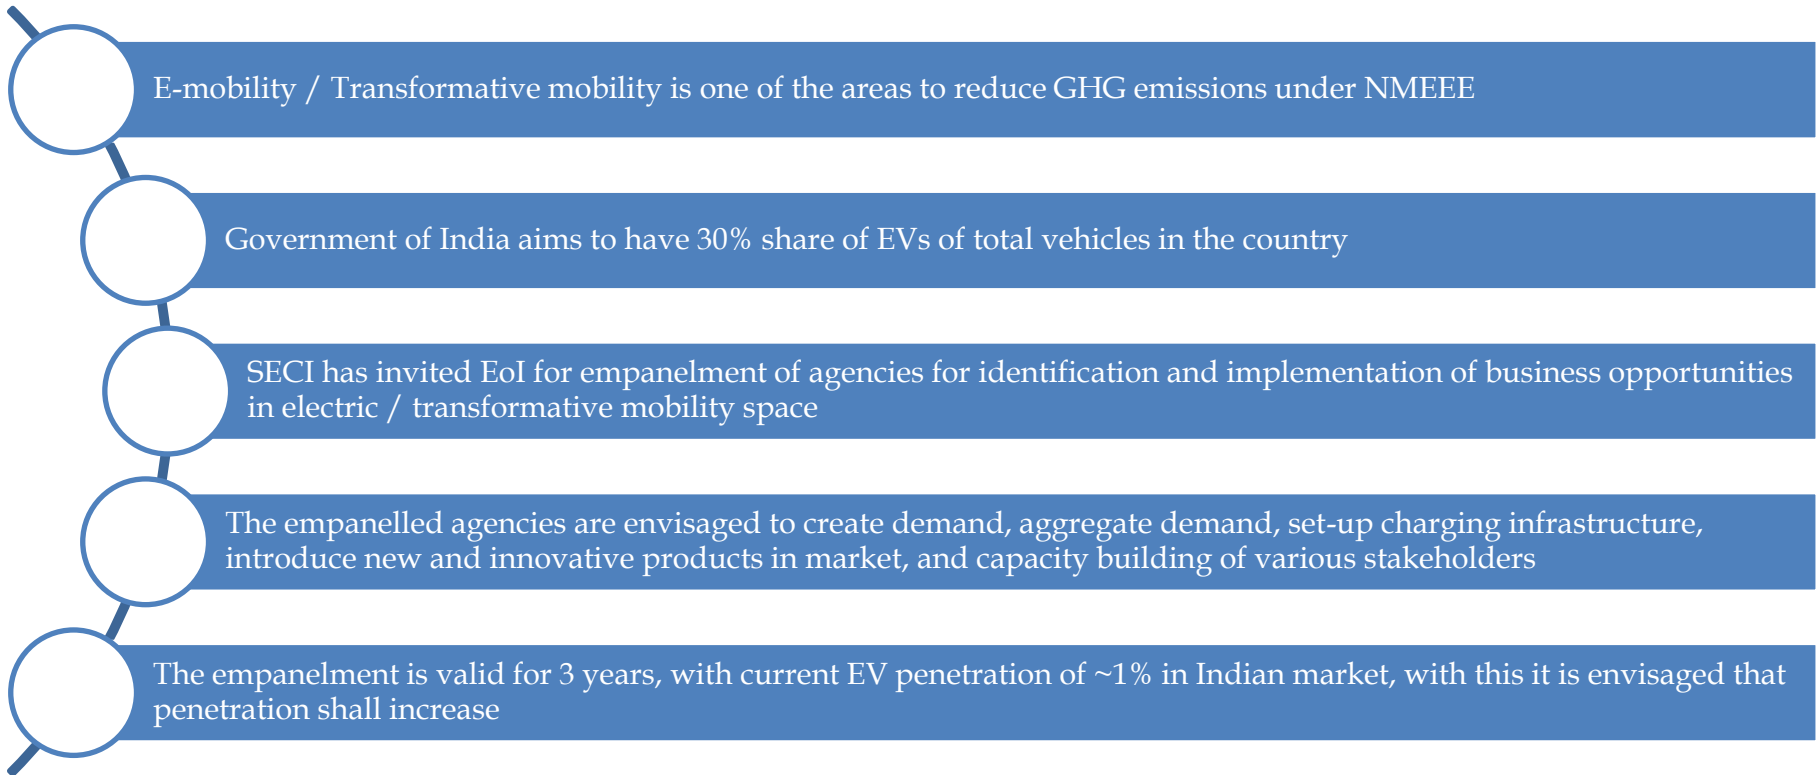 E-mobility / Transformative mobility is one of the areas to reduce GHG emissions under NMEEE
Government of India aims to have 30% share of EVs of total vehicles in the country
SECI has invited EoI for empanelment of agencies for identification and implementation of business opportunities
in electric / transformative mobility space
The empanelled agencies are envisaged to create demand, aggregate demand, set-up charging infrastructure,
introduce new and innovative products in market, and capacity building of various stakeholders
The empanelment is valid for 3 years, with current EV penetration of ~1% in Indian market, with this it is envisaged that
penetration shall increase